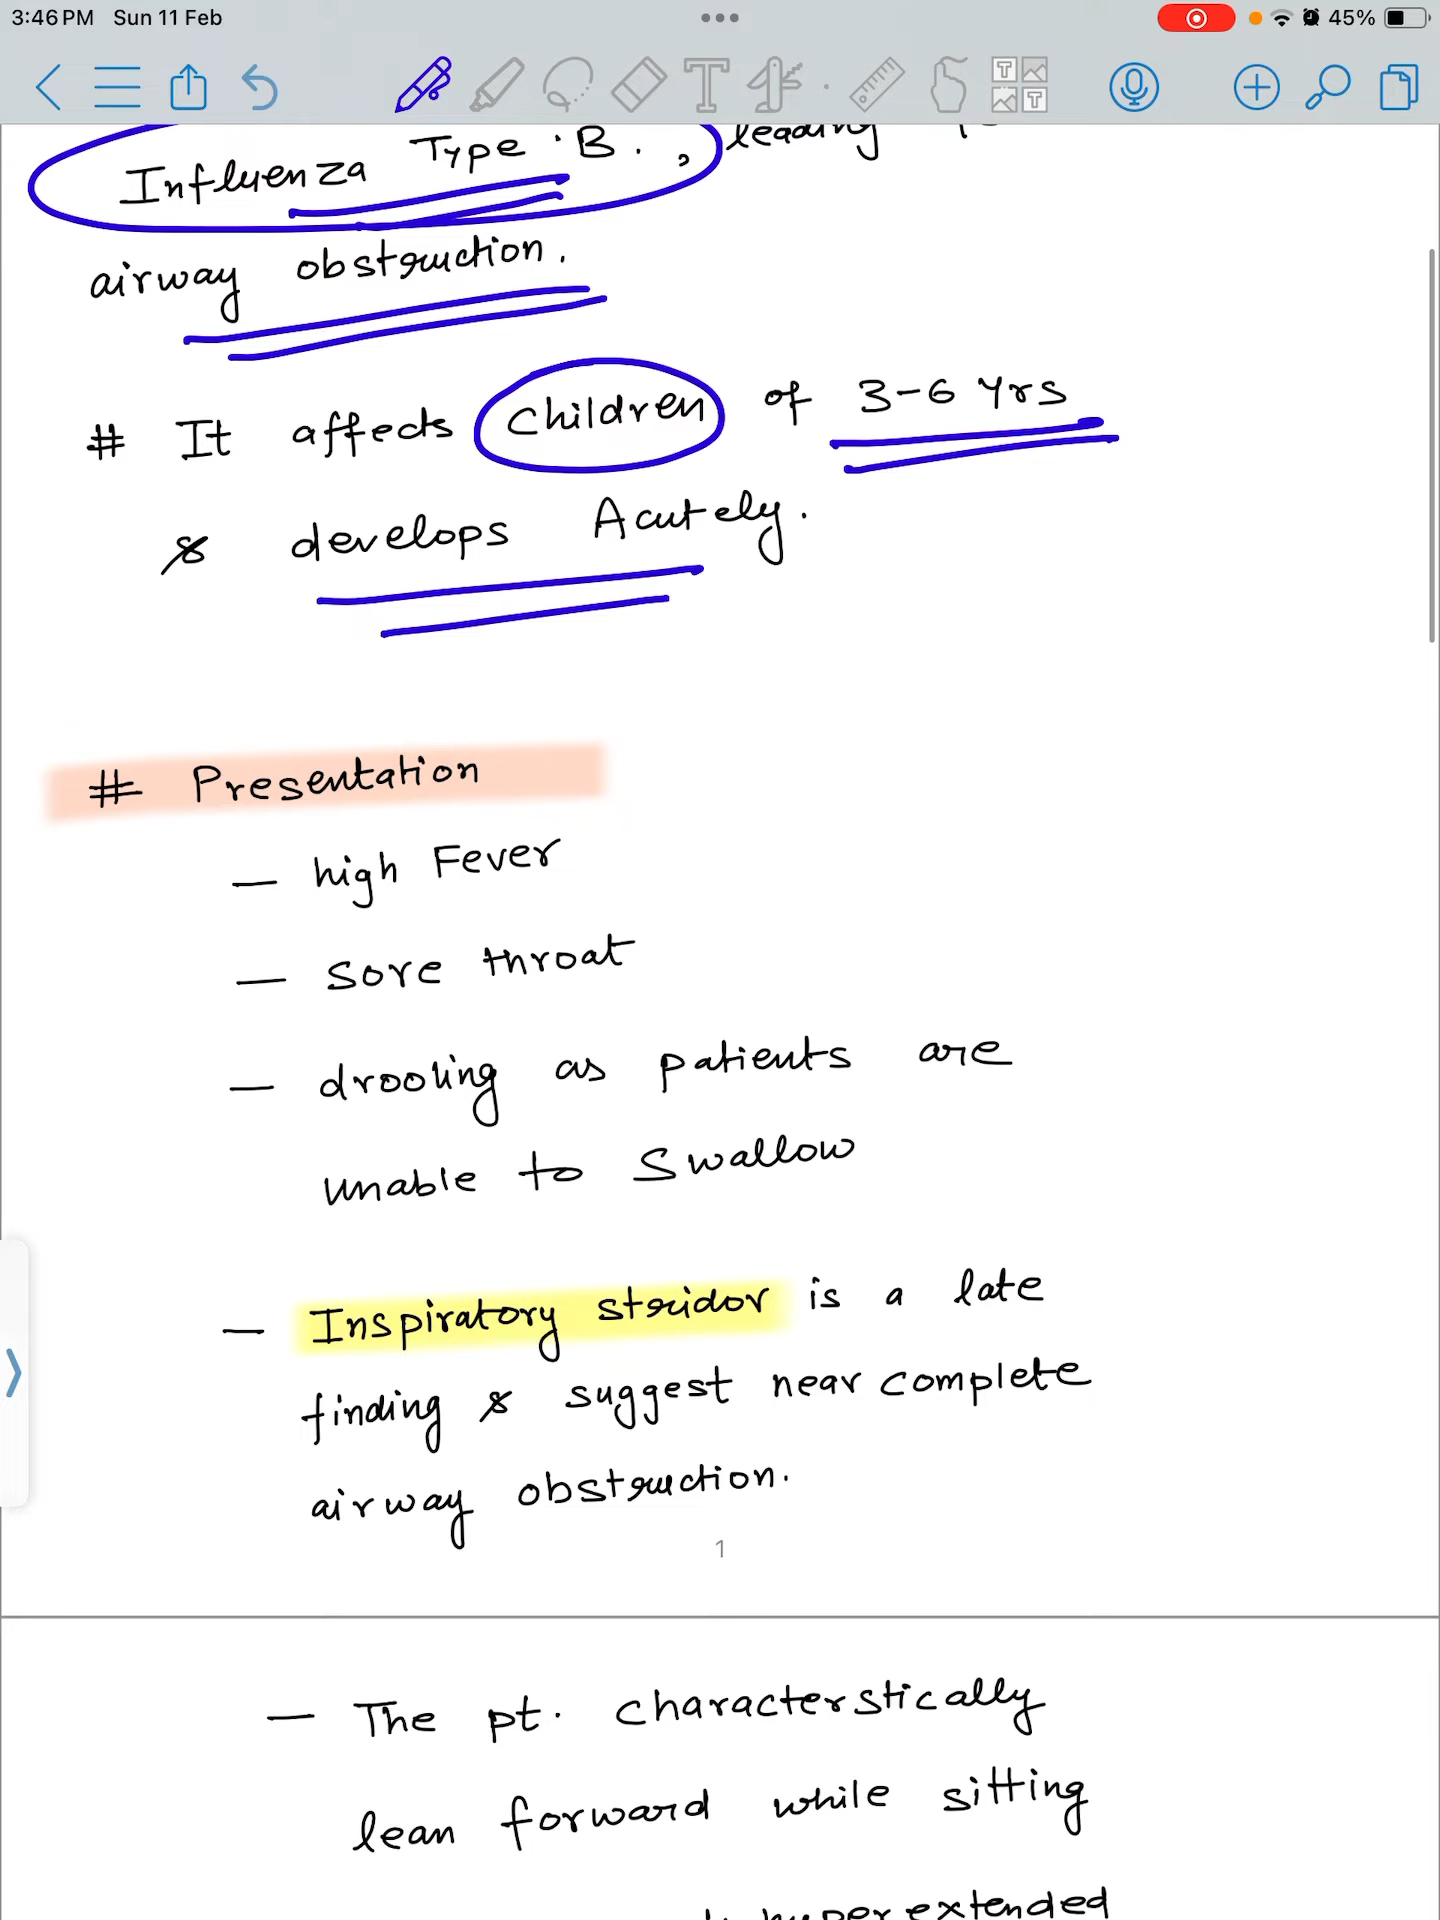 3:46 PM Sun 11 Feb
45%
Influenza Type B., leading
airway obstruction.
# It affects Children of 3-6 Yrs
& develops Acutely.
# Presentation
— high Fever
— sore throat
— drooling as patients are
unable to swallow
— Inspiratory stridor is a late
finding & suggest near complete
airway obstruction.
1
— The pt. characterstically
lean forward while sitting
hyperextended